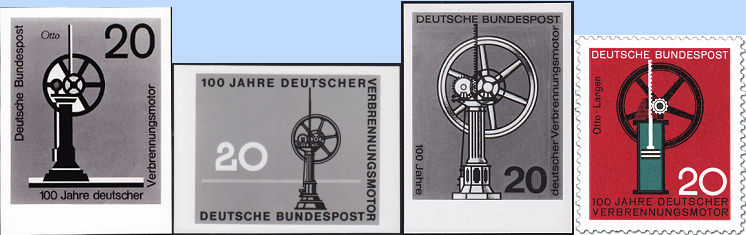 Otto
20
Deutsche Bundespost
Verbrennungsmotor
100 Jahre deutscher
100 JAHRE DEUTSCHER
VERBRENNUNGSMOTOR
20
DEUTSCHE BUNDESPOST
DEUTSCHE BUNDESPOST
100 Jahre
deutscher Verbrennungsmotor
20
DEUTSCHE BUNDESPOST
Otto Langen
20
100 JAHRE DEUTSCHER
VERBRENNUNGSMOTOR